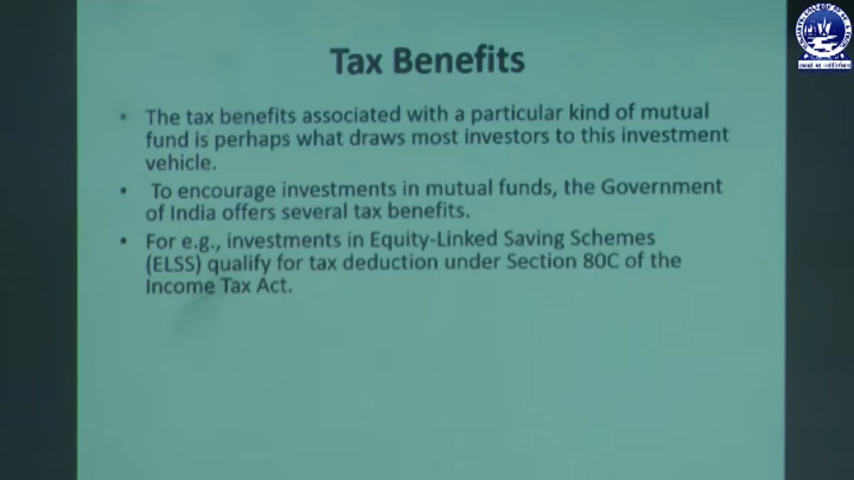 Tax Benefits
• The tax benefits associated with a particular kind of mutual
fund is perhaps what draws most investors to this investment
vehicle.
• To encourage investments in mutual funds, the Government
of India offers several tax benefits.
• For e.g., investments in Equity-Linked Saving Schemes
(ELSS) qualify for tax deduction under Section 80C of the
Income Tax Act.